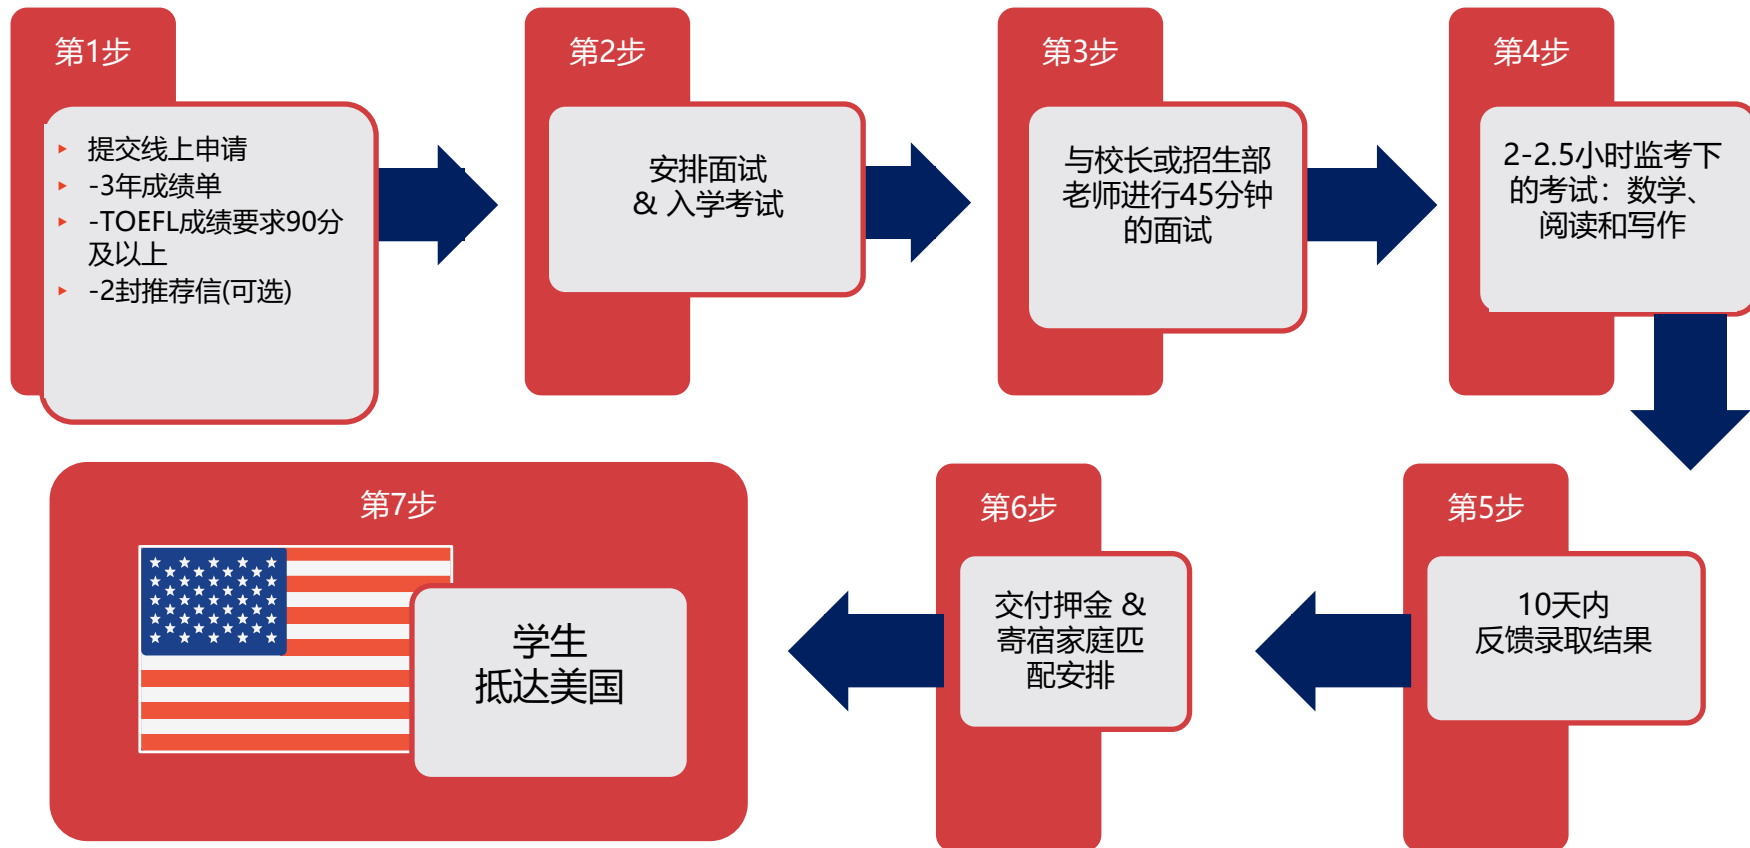 第1步
提交线上申请
-3年成绩单
-TOEFL成绩要求90分
及以上
-2封推荐信(可选)
第2步
安排面试
& 入学考试
第3步
与校长或招生部
老师进行45分钟
的面试
第4步
2-2.5小时监考下
的考试：数学、
阅读和写作
第5步
10天内
反馈录取结果
第6步
交付押金 &
寄宿家庭匹
配安排
第7步
学生
抵达美国